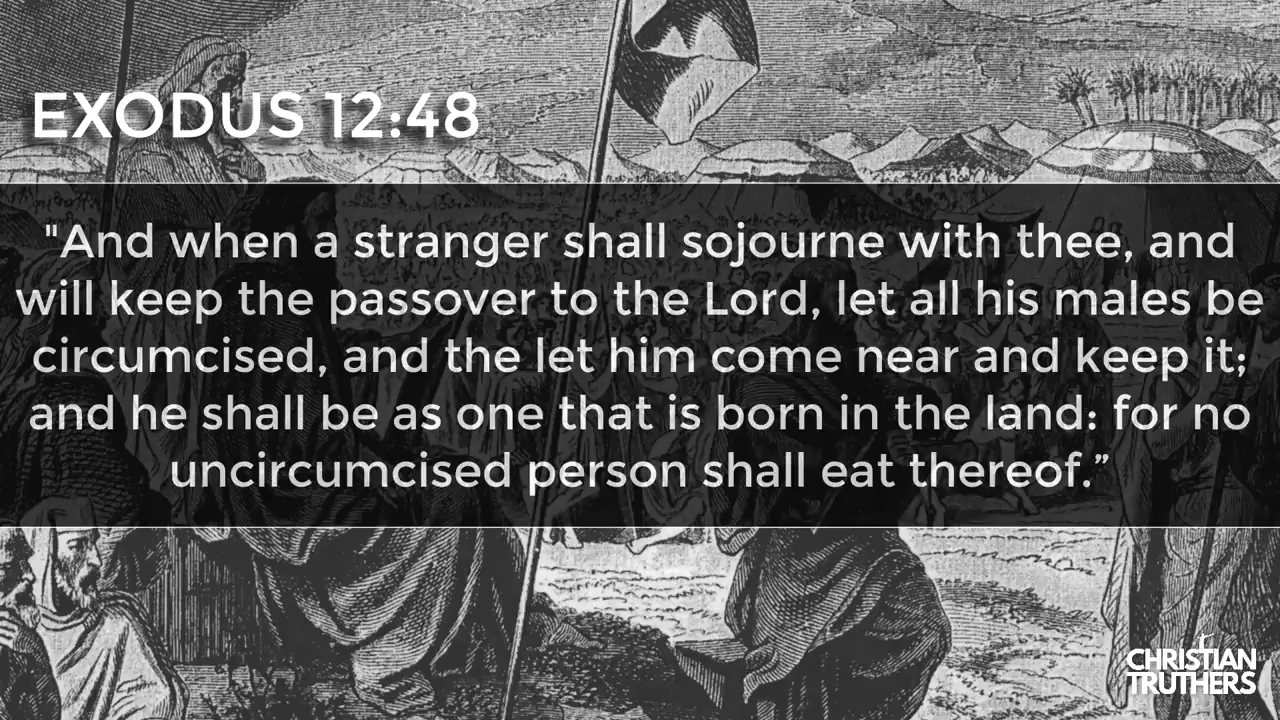 EXODUS 12:48
"And when a stranger shall sojourne with thee, and
will keep the passover to the Lord, let all his males be
circumcised, and the let him come near and keep it;
and he shall be as one that is born in the land: for no
uncircumcised person shall eat thereof.”
CHRISTIAN
TRUTHERS